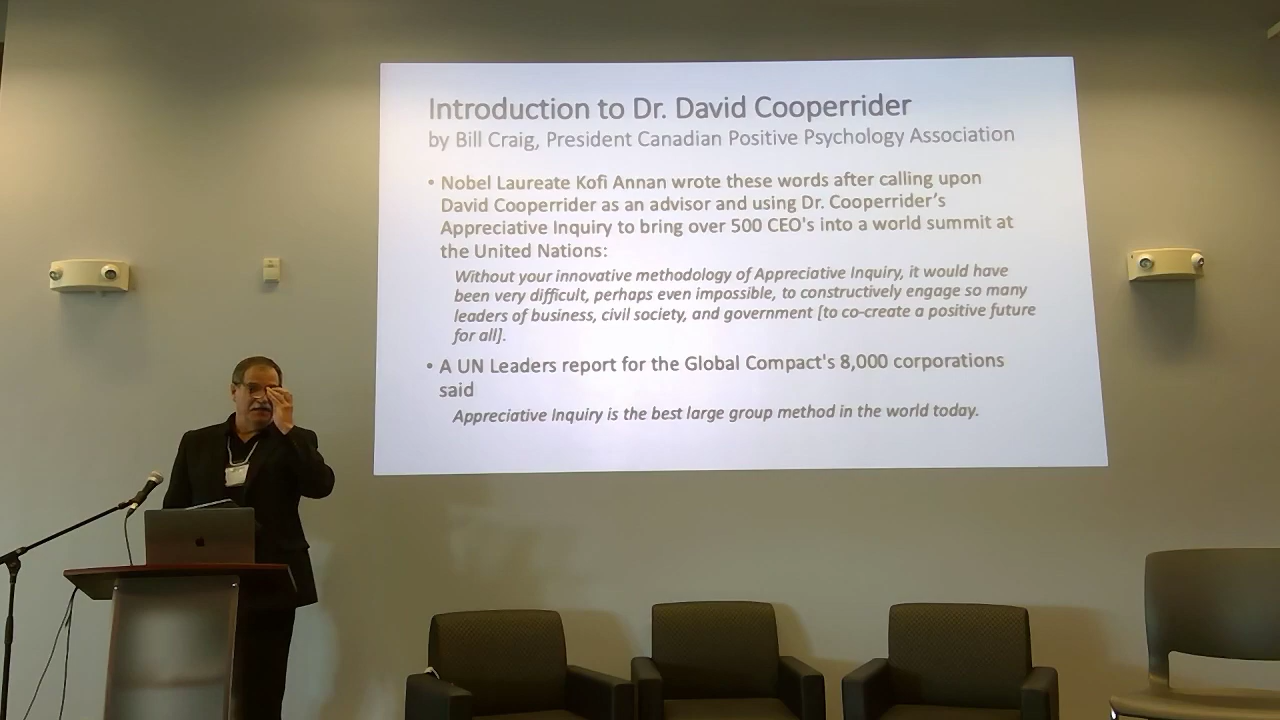 Introduction to Dr. David Cooperrider
by Bill Craig, President Canadian Positive Psychology Association
• Nobel Laureate Kofi Annan wrote these words after calling upon
David Cooperrider as an advisor and using Dr. Cooperrider's
Appreciative Inquiry to bring over 500 CEO's into a world summit at
the United Nations:
Without your innovative methodology of Appreciative Inquiry, it would have
been very difficult, perhaps even impossible, to constructively engage so many
leaders of business, civil society, and government [to co-create a positive future
for all].
• A UN Leaders report for the Global Compact's 8,000 corporations
said
Appreciative Inquiry is the best large group method in the world today.